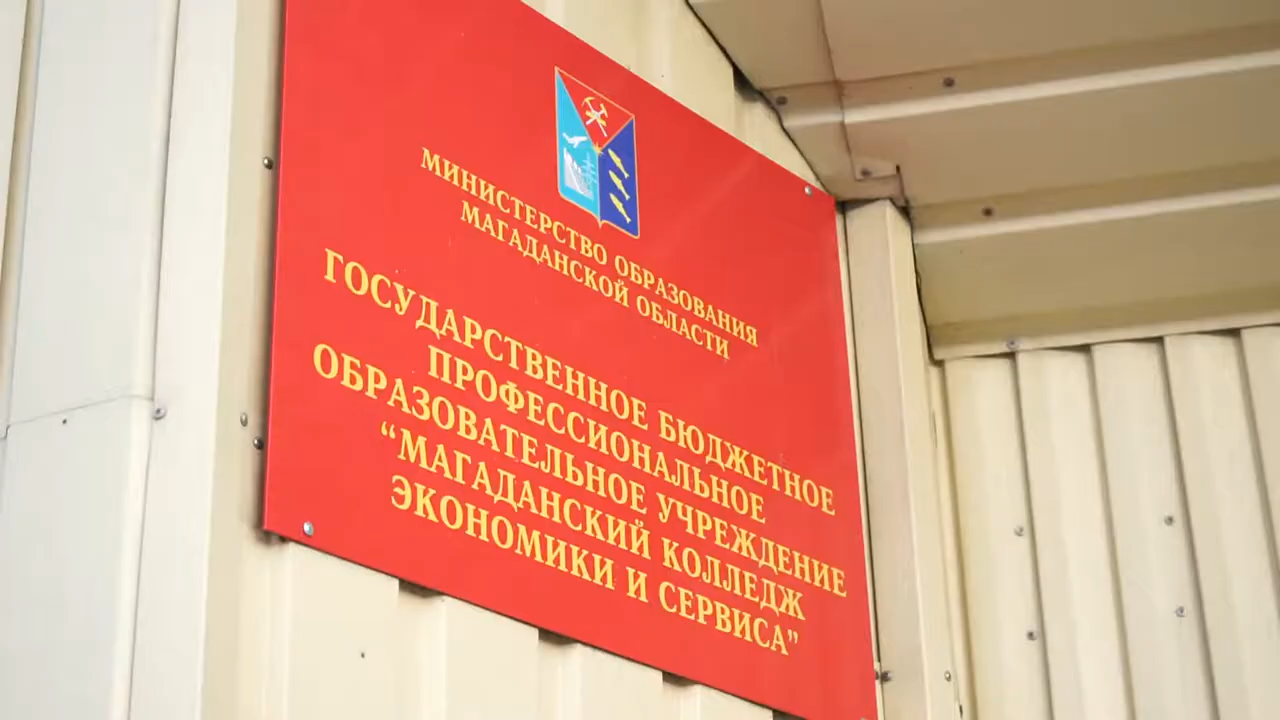 МИНИСТЕРСТВО ОБРАЗОВАНИЯ
МАГАДАНСКОЙ ОБЛАСТИ
ГОСУДАРСТВЕННОЕ БЮДЖЕТНОЕ
ПРОФЕССИОНАЛЬНОЕ
ОБРАЗОВАТЕЛЬНОЕ УЧРЕЖДЕНИЕ
“МАГАДАНСКИЙ КОЛЛЕДЖ
ЭКОНОМИКИ И СЕРВИСА”